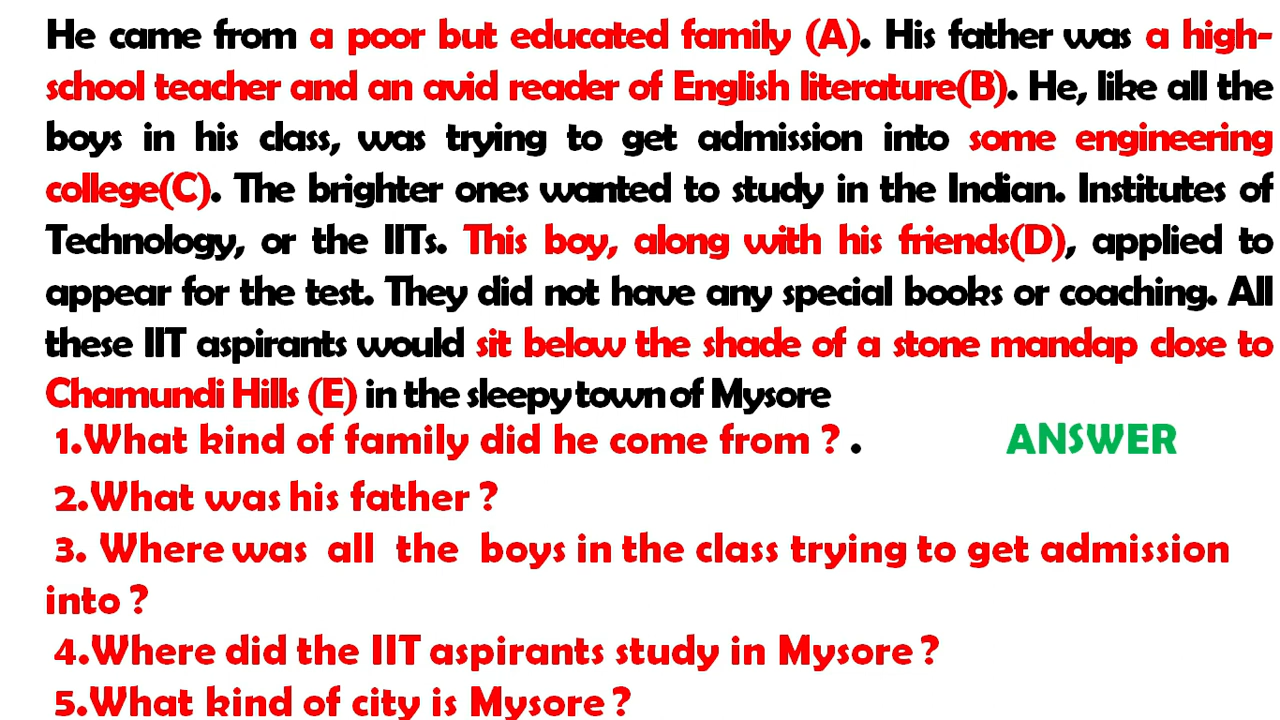 He came from a poor but educated family (A). His father was a high-
school teacher and an avid reader of English literature(B). He, like all the
boys in his class, was trying to get admission into some engineering
college(C). The brighter ones wanted to study in the Indian. Institutes of
Technology, or the IITs. This boy, along with his friends(D), applied to
appear for the test. They did not have any special books or coaching. All
these IIT aspirants would sit below the shade of a stone mandap close to
Chamundi Hills (E) in the sleepy town of Mysore
1.What kind of family did he come from ? . ANSWER
2.What was his father ?
3. Where was all the boys in the class trying to get admission
into ?
4.Where did the IIT aspirants study in Mysore ?
5.What kind of city is Mysore ?